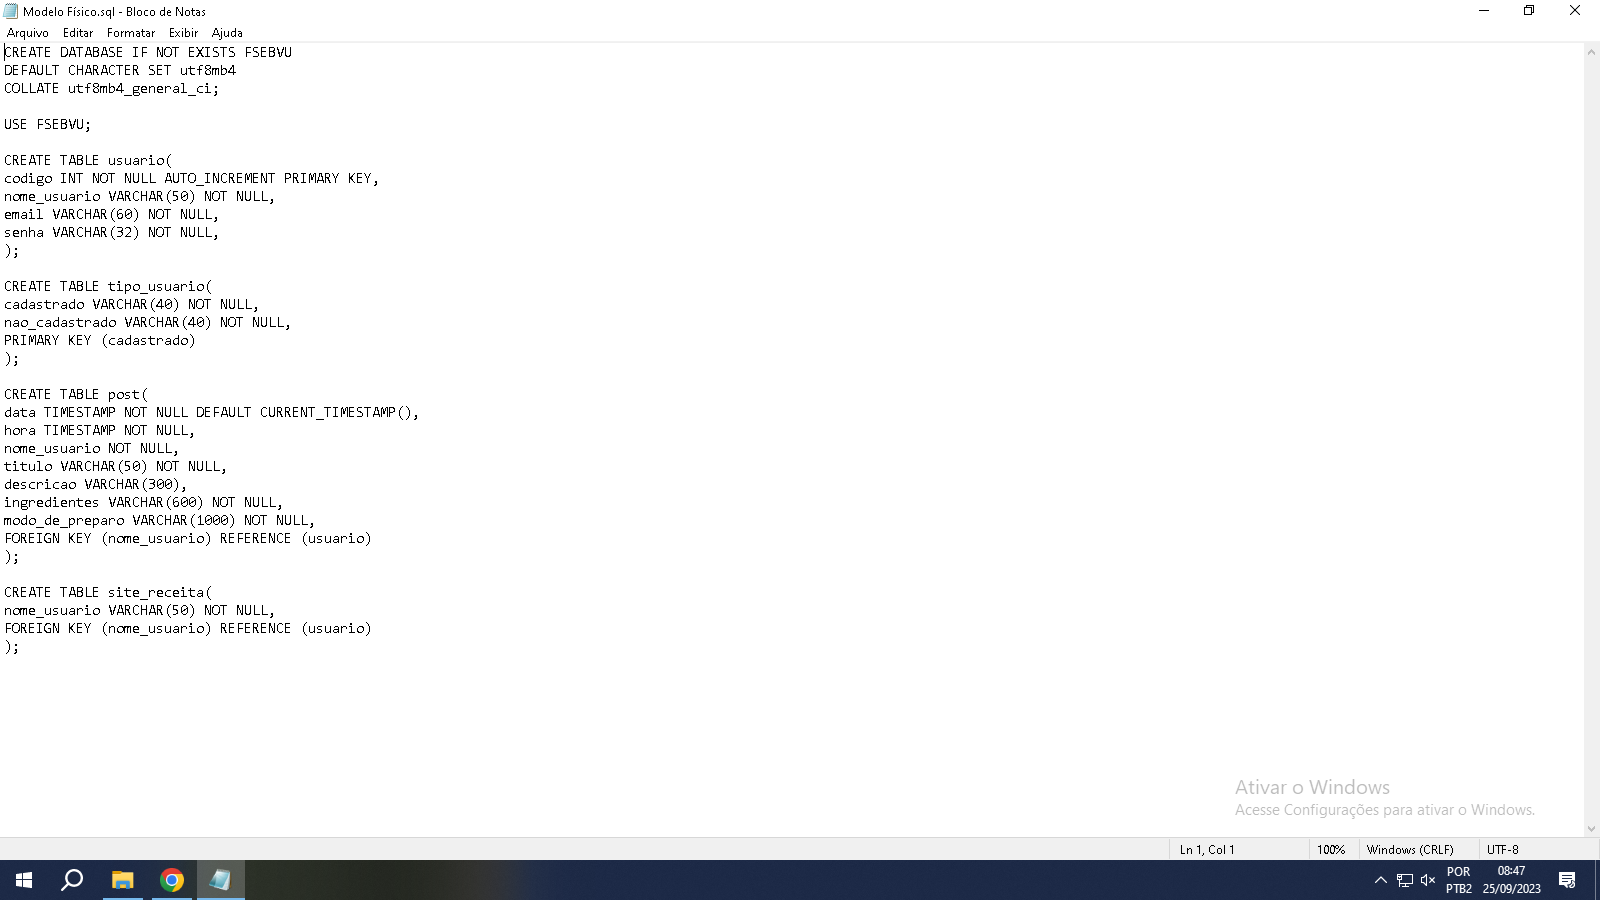 Modelo Físico.sql - Bloco de Notas
Arquivo Editar Formatar Exibir Ajuda
CREATE DATABASE IF NOT EXISTS FSEBVU
DEFAULT CHARACTER SET utf8mb4
COLLATE utf8mb4_general_ci;
USE FSEBVU;
CREATE TABLE usuario(
codigo INT NOT NULL AUTO_INCREMENT PRIMARY KEY,
nome_usuario VARCHAR(50) NOT NULL,
email VARCHAR(60) NOT NULL,
senha VARCHAR(32) NOT NULL,
);
CREATE TABLE tipo_usuario(
cadastrado VARCHAR(40) NOT NULL,
nao_cadastrado VARCHAR(40) NOT NULL,
PRIMARY KEY (cadastrado)
);
CREATE TABLE post(
data TIMESTAMP NOT NULL DEFAULT CURRENT_TIMESTAMP(),
hora TIMESTAMP NOT NULL,
nome_usuario NOT NULL,
titulo VARCHAR(50) NOT NULL,
descricao VARCHAR(300),
ingredientes VARCHAR(600) NOT NULL,
modo_de_preparo VARCHAR(1000) NOT NULL,
FOREIGN KEY (nome_usuario) REFERENCE (usuario)
);
CREATE TABLE site_receita(
nome_usuario VARCHAR(50) NOT NULL,
FOREIGN KEY (nome_usuario) REFERENCE (usuario)
);
Ativar o Windows
Acesse Configurações para ativar o Windows.
Ln 1, Col 1 100% Windows (CRLF) UTF-8
POR 08:47
PTB2 25/09/2023